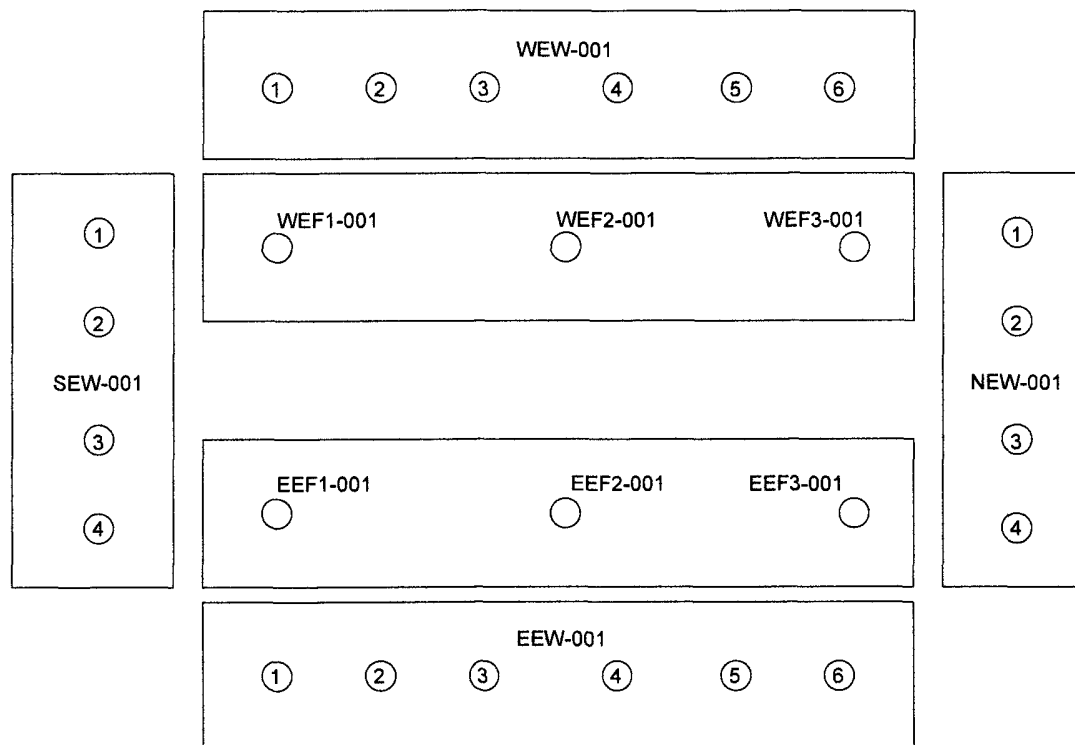 WEW-001
1 2 3 4 5 6
WEF1-001 WEF2-001 WEF3-001
1
2
SEW-001
3
4
1
2
NEW-001
3
4
EEF1-001 EEF2-001 EEF3-001
EEW-001
1 2 3 4 5 6